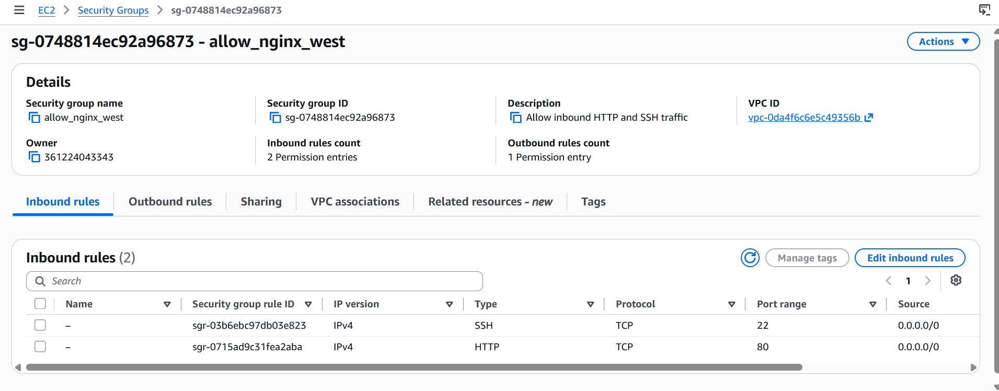 EC2 > Security Groups > sg-0748814ec92a96873
sg-0748814ec92a96873 - allow_nginx_west
Actions
Details
Security group name
allow_nginx_west
Security group ID
sg-0748814ec92a96873
Description
Allow inbound HTTP and SSH traffic
VPC ID
vpc-0da4f6c6e5c49356b
Owner
361224043343
Inbound rules count
2 Permission entries
Outbound rules count
1 Permission entry
Inbound rules Outbound rules Sharing VPC associations Related resources - new Tags
Inbound rules (2)
Manage tags
Edit inbound rules
Search
1
Name Security group rule ID IP version Type Protocol Port range Source
– sgr-03b6ebc97db03e823 IPv4 SSH TCP 22 0.0.0.0/0
– sgr-0715ad9c31fea2aba IPv4 HTTP TCP 80 0.0.0.0/0